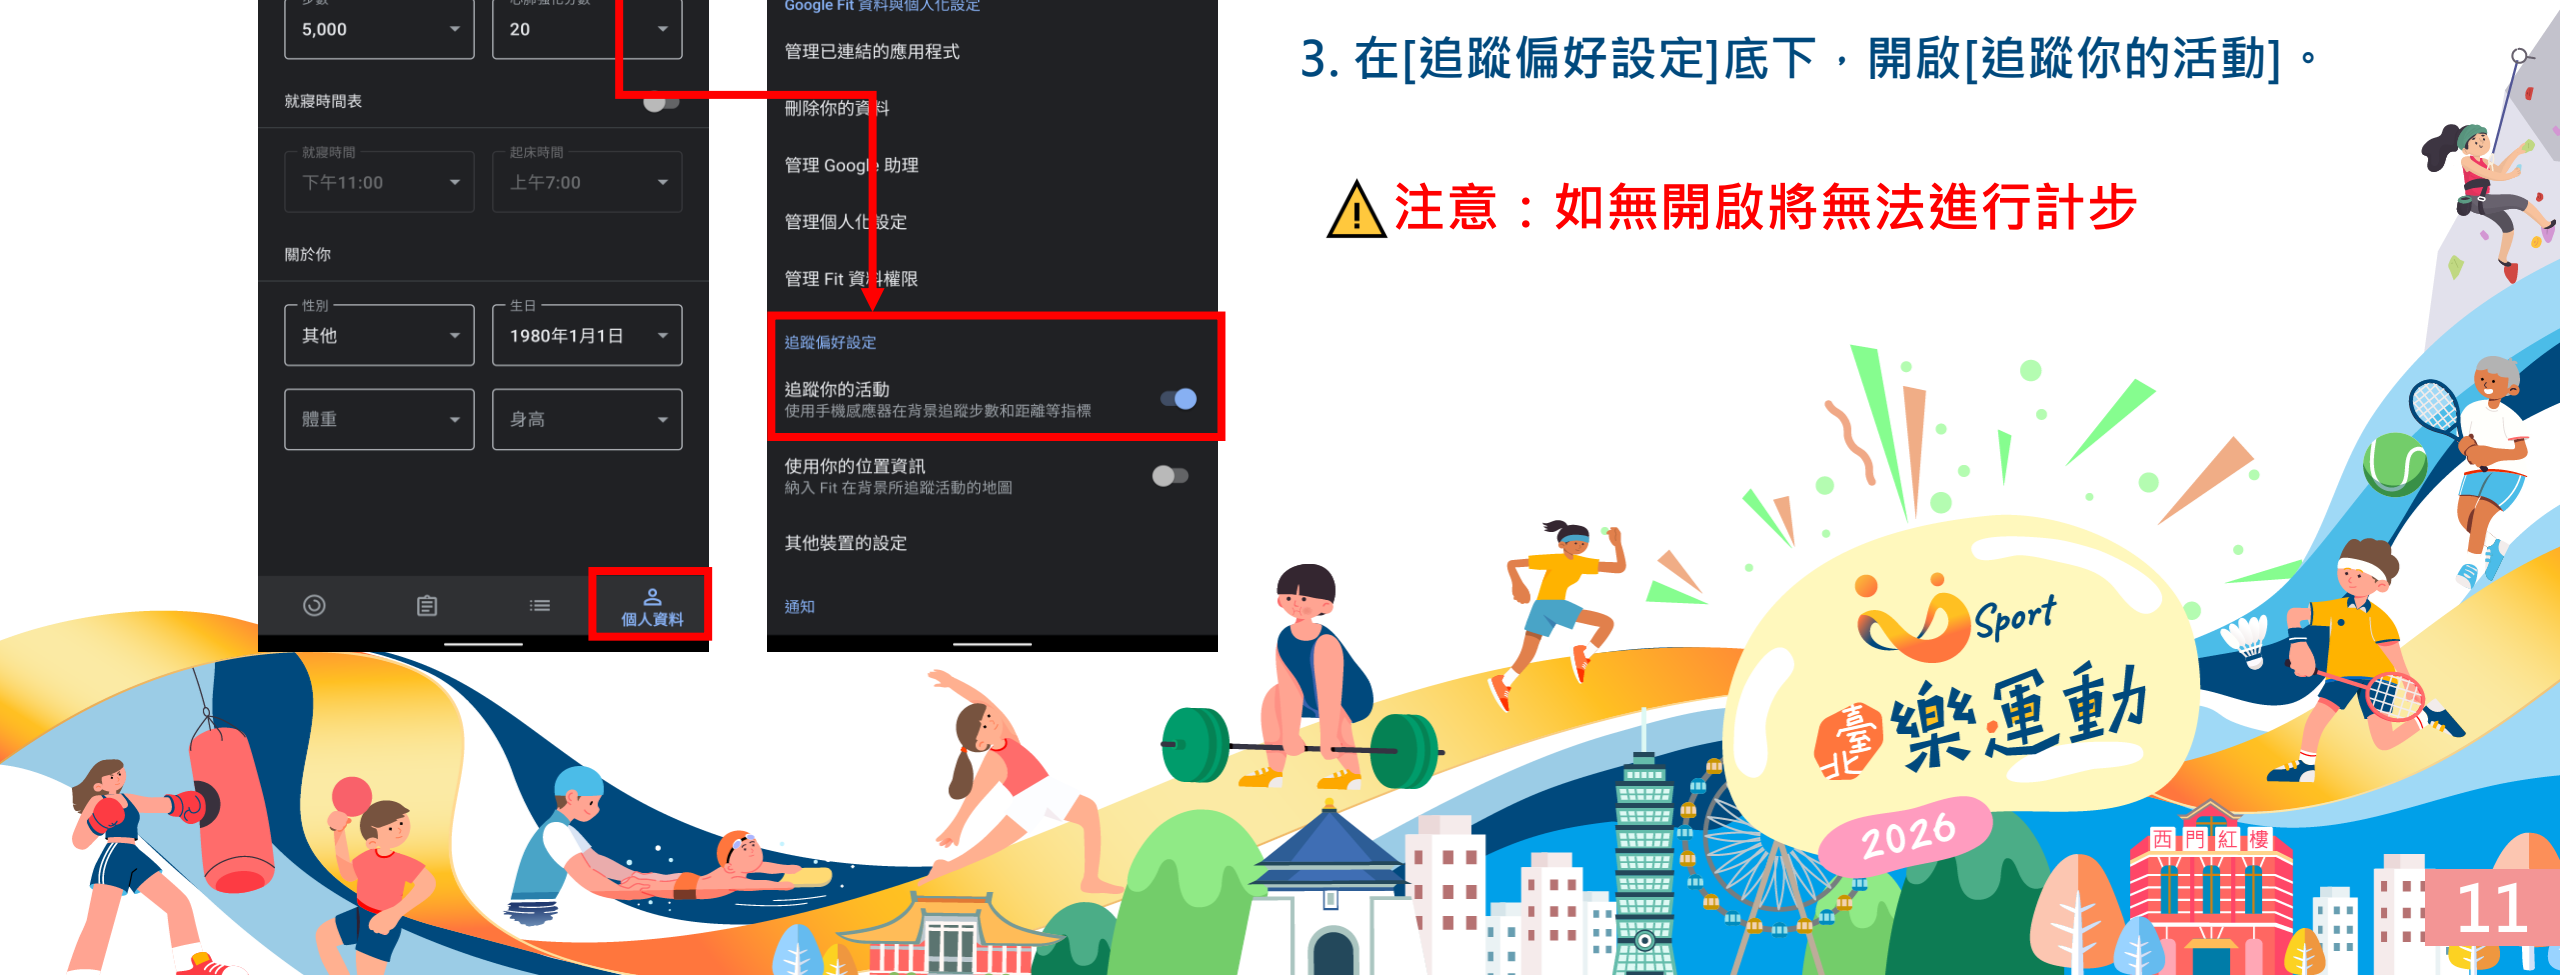 步數
5,000
心肺強化分數
20
就寢時間表
就寢時間
下午11:00
起床時間
上午7:00
關於你
性別
其他
生日
1980年1月1日
體重
身高
個人資料
Google Fit 資料與個人化設定
管理已連結的應用程式
刪除你的資料
管理 Google 助理
管理個人化設定
管理 Fit 資料權限
追蹤偏好設定
追蹤你的活動
使用手機感應器在背景追蹤步數和距離等指標
使用你的位置資訊
納入 Fit 在背景所追蹤活動的地圖
其他裝置的設定
通知
3. 在[追蹤偏好設定]底下，開啟[追蹤你的活動]。
注意：如無開啟將無法進行計步
Sport
臺北 樂運動
2026
西門紅樓
11